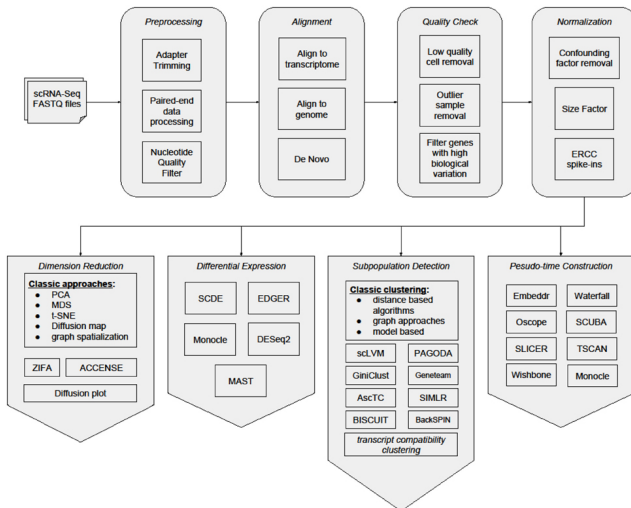 Preprocessing
Adapter
Trimming
Paired-end
data
processing
Nucleotide
Quality
Filter
scRNA-Seq
FASTQ files
Alignment
Align to
transcriptome
Align to
genome
De Novo
Quality Check
Low quality
cell removal
Outlier
sample
removal
Filter genes
with high
biological
variation
Normalization
Confounding
factor removal
Size Factor
ERCC
spike-ins
Dimension Reduction
Classic approaches:
● PCA
● MDS
● t-SNE
● Diffusion map
● graph spatialization
ZIFA
ACCENSE
Diffusion plot
Differential Expression
SCDE
EDGER
Monocle
DESeq2
MAST
Subpopulation Detection
Classic clustering:
● distance based
algorithms
● graph approaches
● model based
scLVM
PAGODA
GiniClust
Geneteam
AscTC
SIMLR
BISCUIT
BackSPIN
transcript compatibility
clustering
Pesudo-time Construction
Embeddr
Waterfall
Oscope
SCUBA
SLICER
TSCAN
Wishbone
Monocle